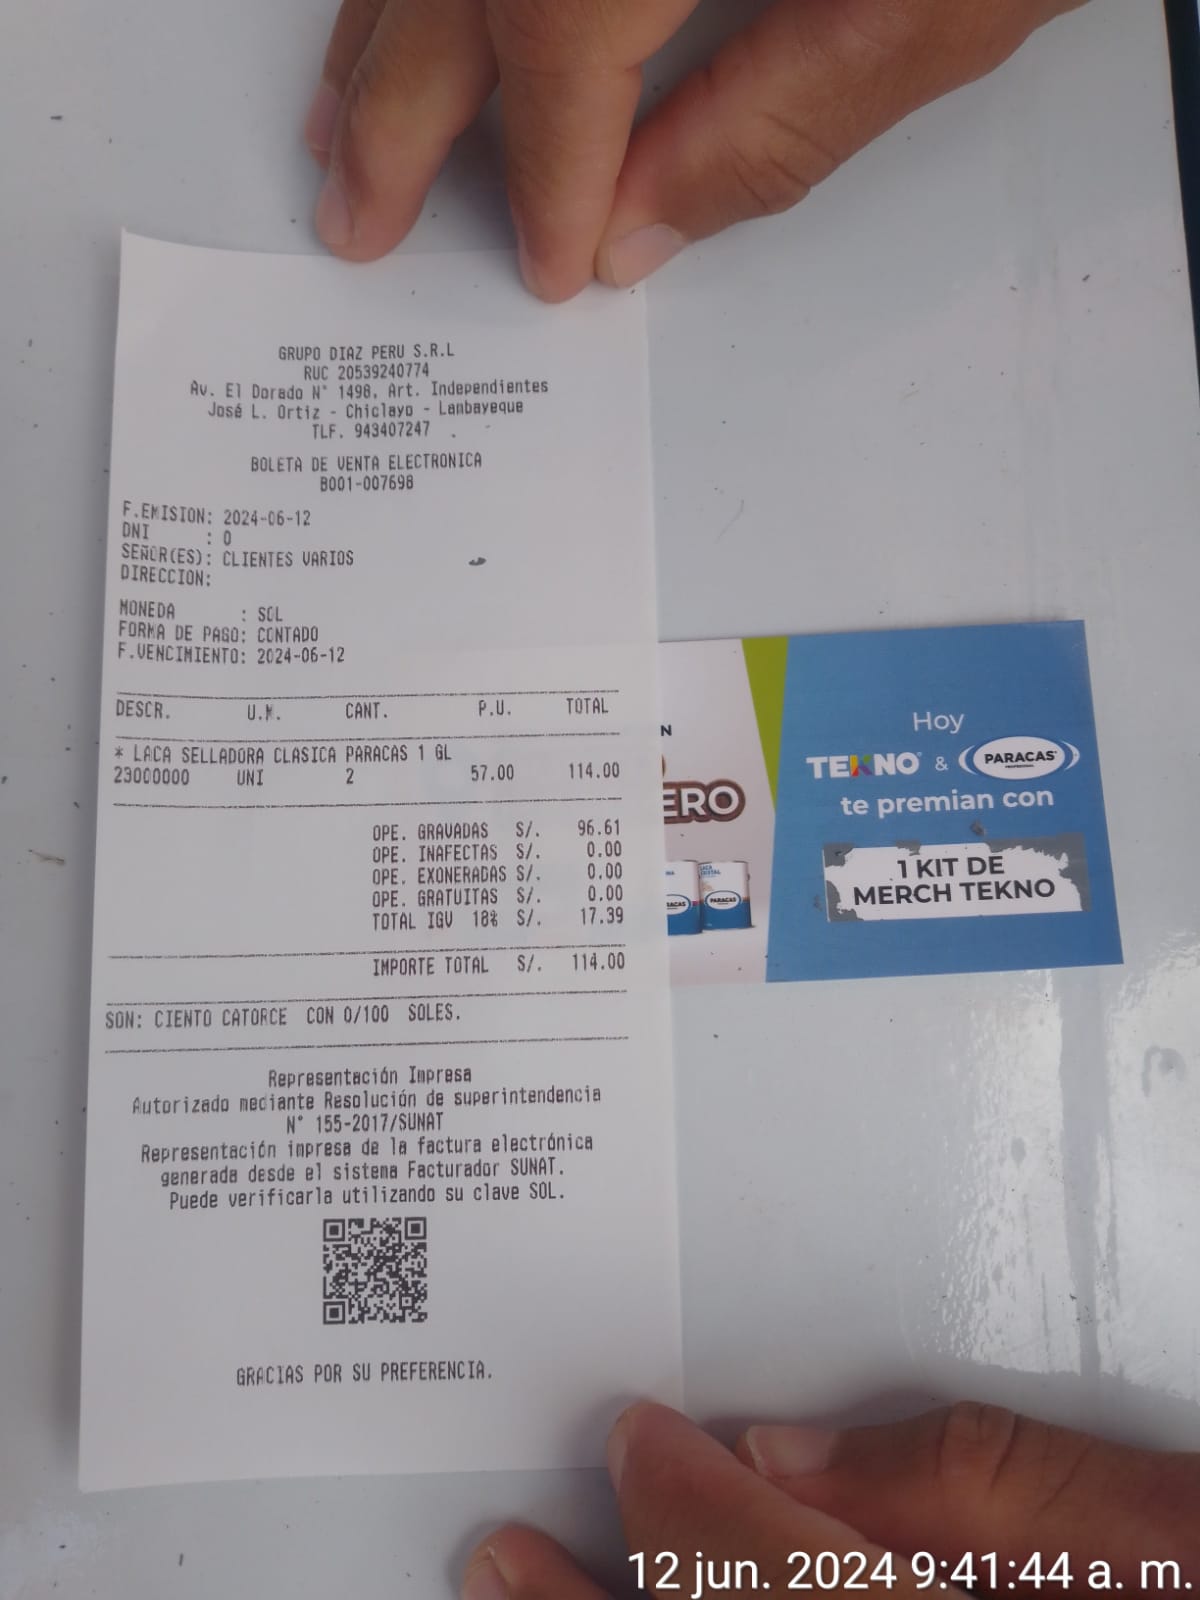 GRUPO DIAZ PERU S.R.L
RUC 20539240774
Av. El Dorado N° 1498, Art. Independientes
José L. Ortiz - Chiclayo - Lambayeque
TLF. 943407247
BOLETA DE VENTA ELECTRONICA
B001-007698
F.EMISION: 2024-06-12
DNI : 0
SEÑOR(ES): CLIENTES VARIOS
DIRECCION:
MONEDA : SOL
FORMA DE PAGO: CONTADO
F.VENCIMIENTO: 2024-06-12
DESCR. U.M. CANT. P.U. TOTAL
* LACA SELLADORA CLASICA PARACAS 1 GL
23000000 UNI 2 57.00 114.00
OPE. GRAVADAS S/. 96.61
OPE. INAFECTAS S/. 0.00
OPE. EXONERADAS S/. 0.00
OPE. GRATUITAS S/. 0.00
TOTAL IGV 18% S/. 17.39
IMPORTE TOTAL S/. 114.00
SON: CIENTO CATORCE CON 0/100 SOLES.
Representación Impresa
Autorizado mediante Resolución de superintendencia
N° 155-2017/SUNAT
Representación impresa de la factura electrónica
generada desde el sistema Facturador SUNAT.
Puede verificarla utilizando su clave SOL.
GRACIAS POR SU PREFERENCIA.
N
ERO
PARACAS
Hoy
TEKNO & PARACAS
te premian con
1 KIT DE
MERCH TEKNO
12 jun. 2024 9:41:44 a. m.